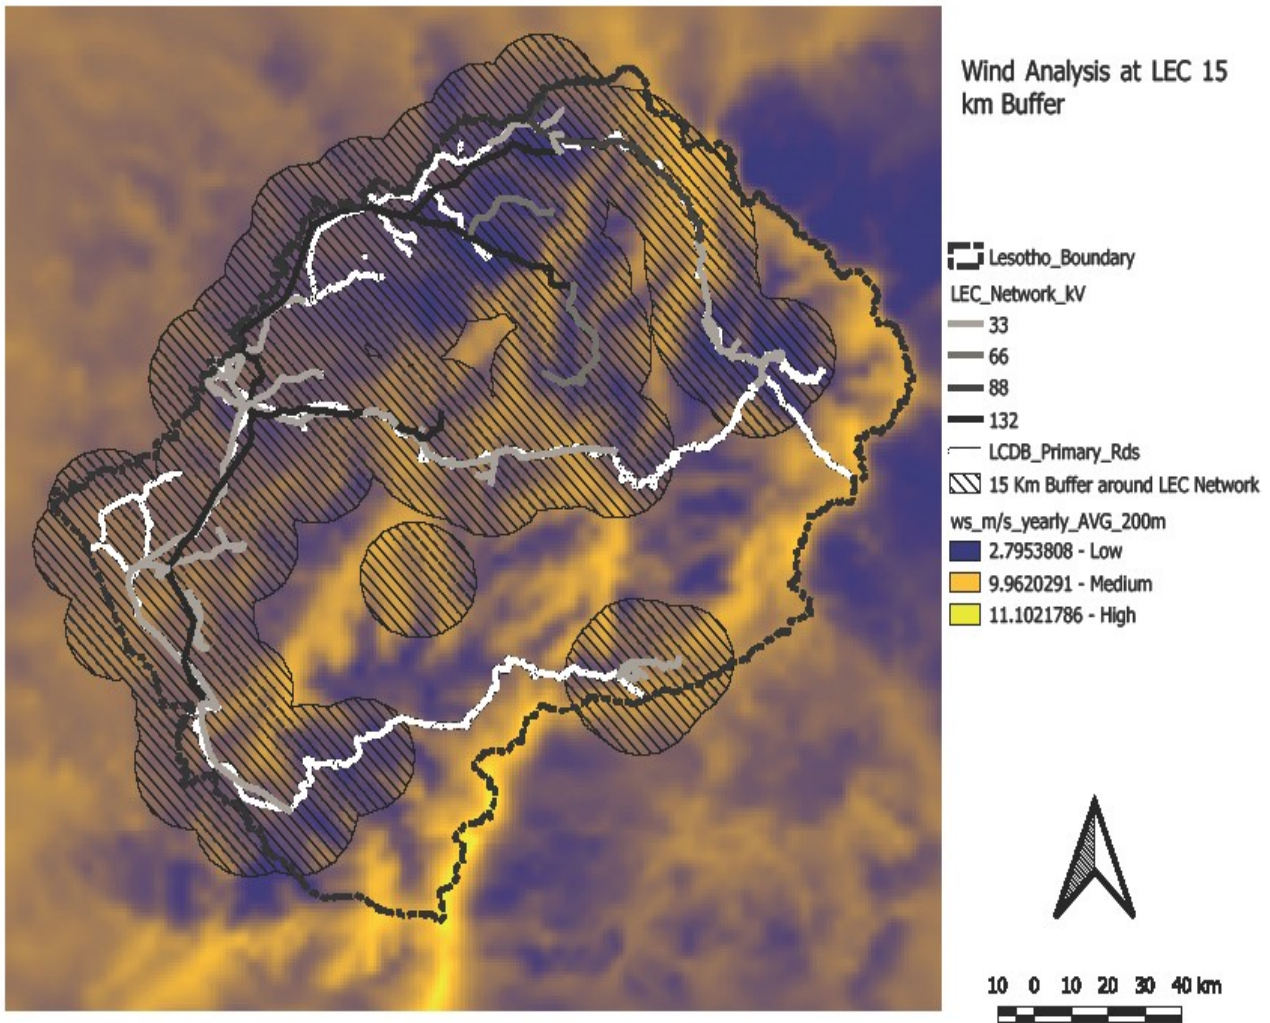 Wind Analysis at LEC 15
km Buffer
Lesotho_Boundary
LEC_Network_kV
33
66
88
132
LCDB_Primary_Rds
15 Km Buffer around LEC Network
ws_m/s_yearly_AVG_200m
2.7953808 - Low
9.9620291 - Medium
11.1021786 - High
10 0 10 20 30 40 km